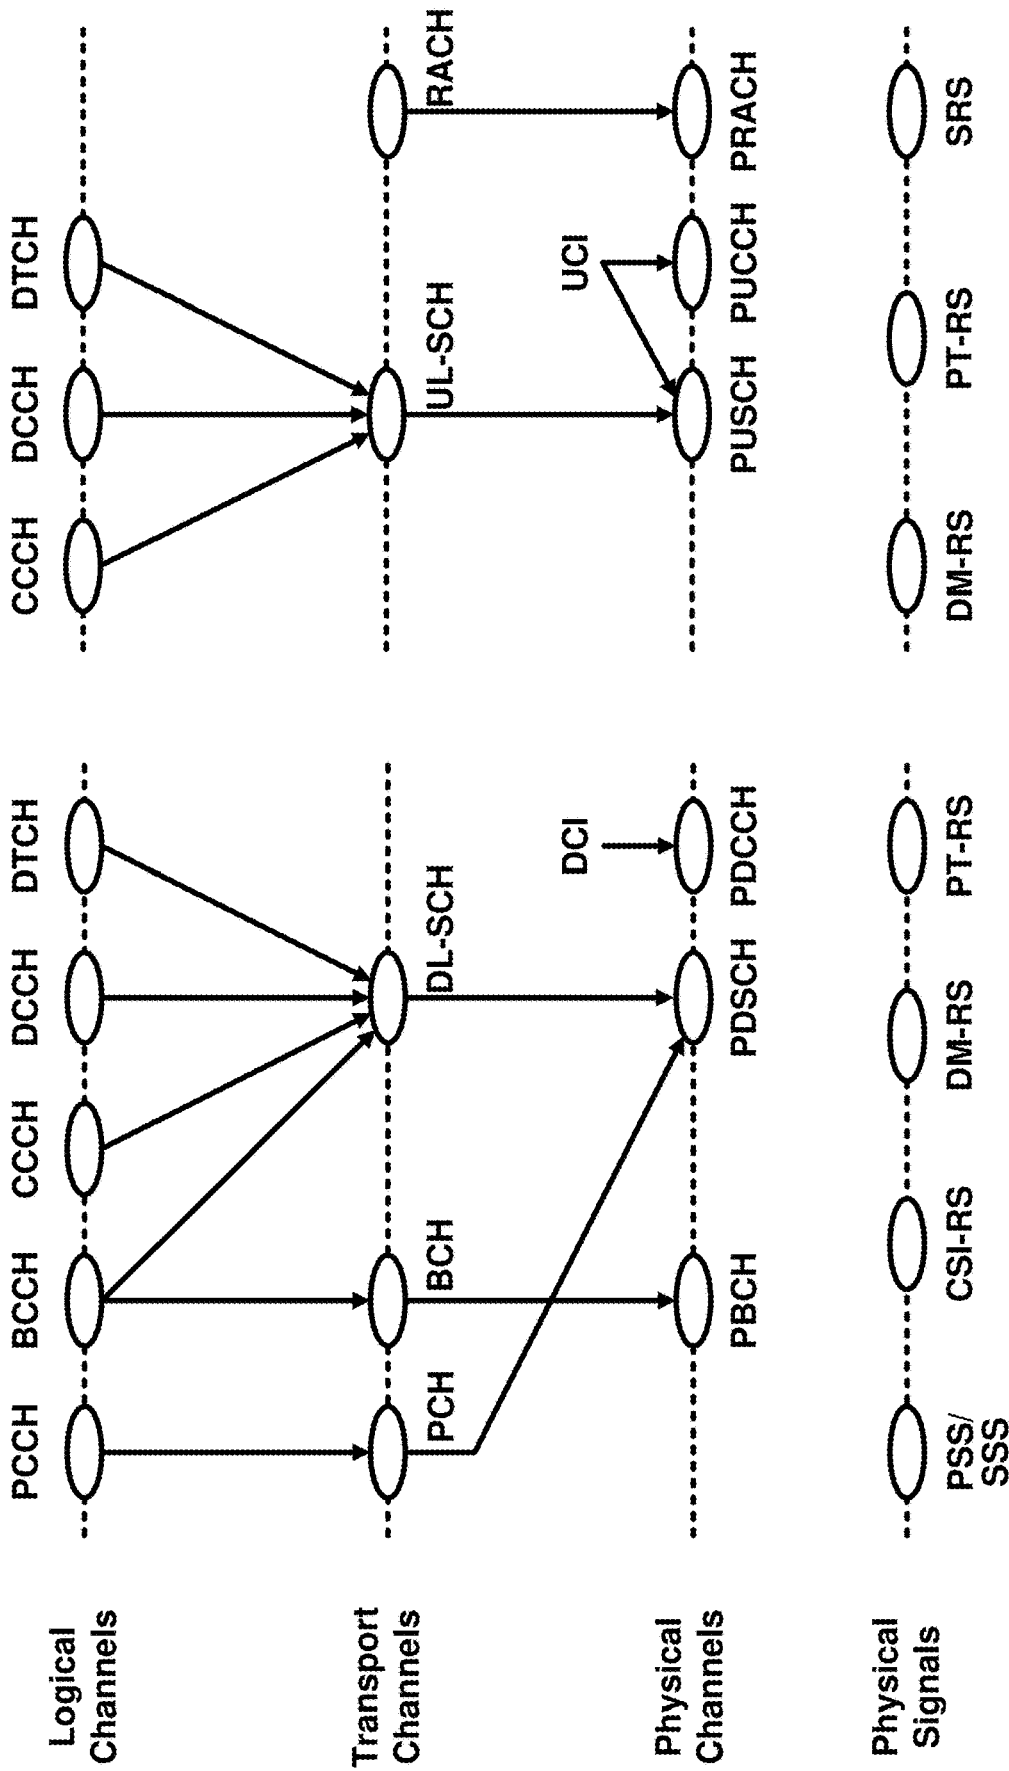 Logical
Channels
PCCH
BCCH
CCCH
DCCH
DTCH
CCCH
DCCH
DTCH
Transport
Channels
PCH
BCH
DL-SCH
UL-SCH
RACH
DCI
UCI
Physical
Channels
PBCH
PDSCH
PDCCH
PUSCH
PUCCH
PRACH
Physical
Signals
PSS/
SSS
CSI-RS
DM-RS
PT-RS
DM-RS
PT-RS
SRS